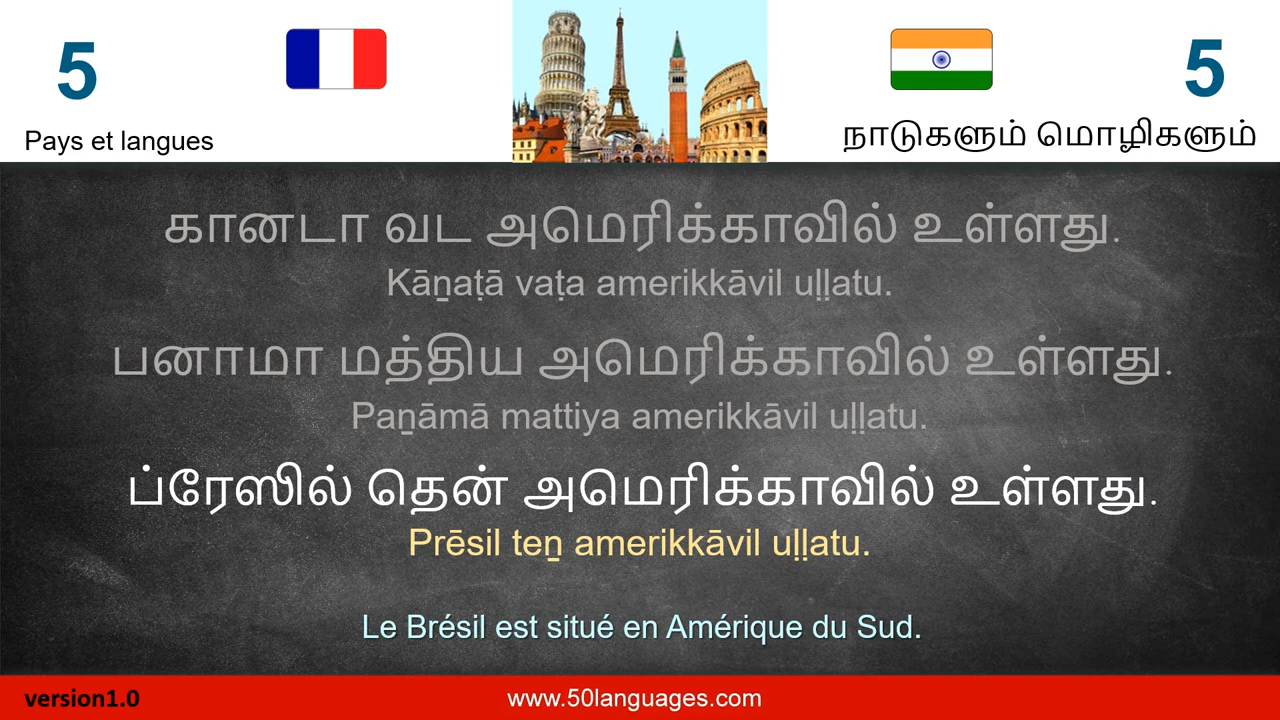 5
5
Pays et langues
நாடுகளும் மொழிகளும்
கானடா வட அமெரிக்காவில் உள்ளது.
Kāṉaṭā vaṭa amerikkāvil uḷḷatu.
பனாமா மத்திய அமெரிக்காவில் உள்ளது.
Paṉāmā mattiya amerikkāvil uḷḷatu.
ப்ரேஸில் தென் அமெரிக்காவில் உள்ளது.
Prēsil teṉ amerikkāvil uḷḷatu.
Le Brésil est situé en Amérique du Sud.
version1.0
www.50languages.com